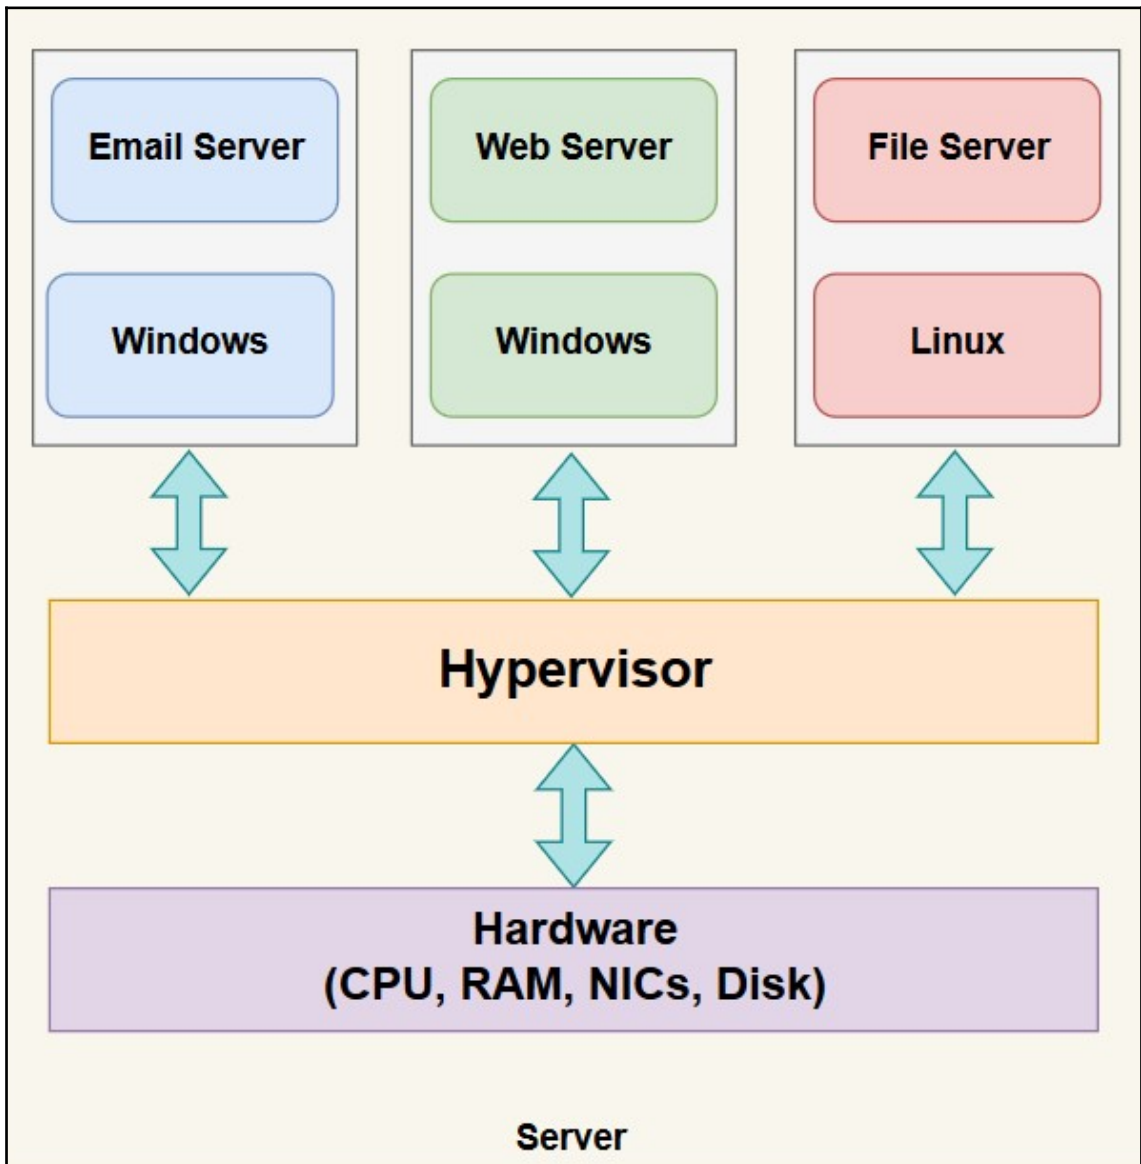 Email Server
Web Server
File Server
Windows
Windows
Linux
Hypervisor
Hardware
(CPU, RAM, NICs, Disk)
Server